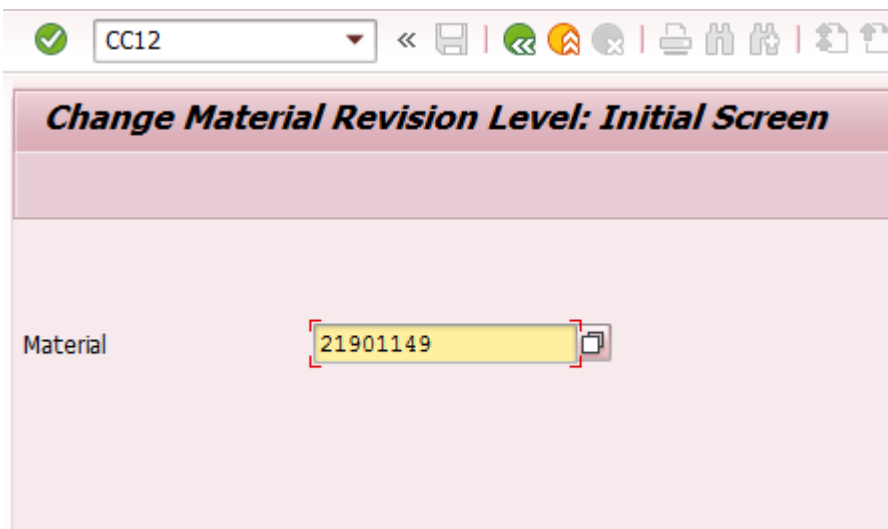 CC12
Change Material Revision Level: Initial Screen
Material 21901149